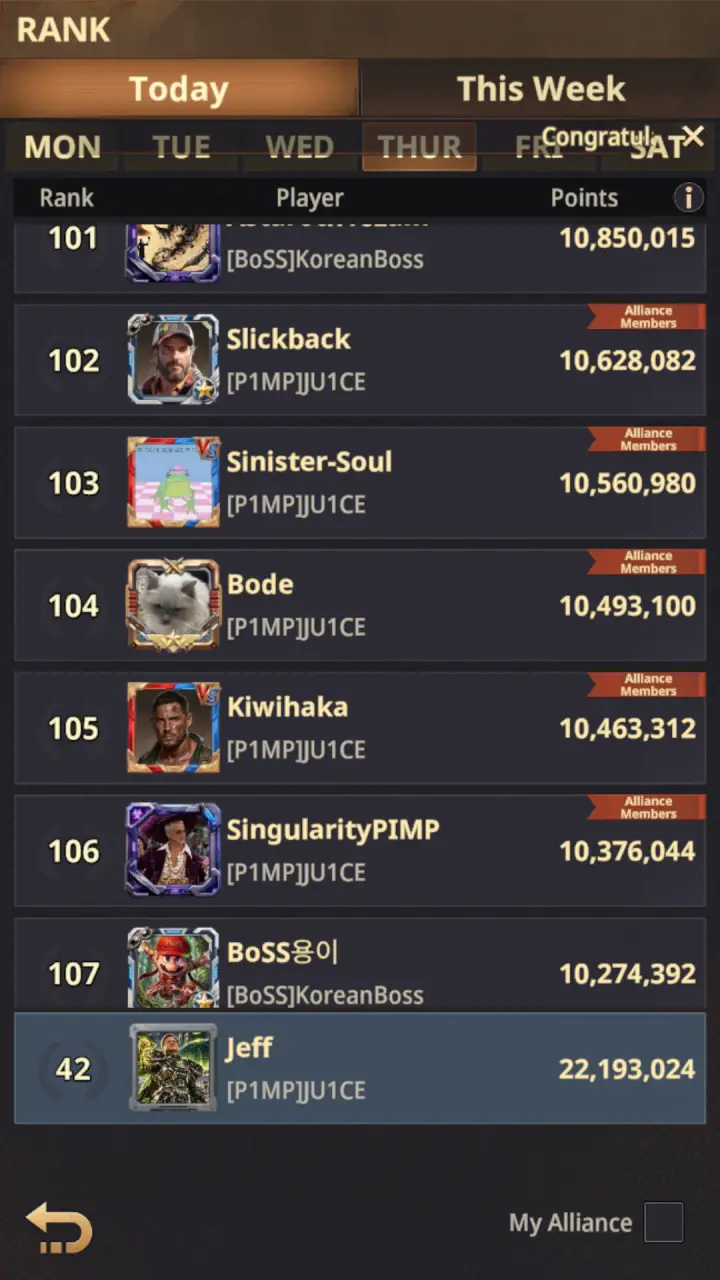 RANK
Today
This Week
MON
TUE
WED
THUR
FRI
SAT
Congratul
Rank
Player
Points
101
10,850,015
[BoSS]KoreanBoss
Alliance
Members
102
Slickback
[P1MP]JU1CE
10,628,082
Alliance
Members
103
Sinister-Soul
[P1MP]JU1CE
10,560,980
Alliance
Members
104
Bode
[P1MP]JU1CE
10,493,100
Alliance
Members
105
Kiwihaka
[P1MP]JU1CE
10,463,312
Alliance
Members
106
SingularityPIMP
[P1MP]JU1CE
10,376,044
107
BoSS용이
[BoSS]KoreanBoss
10,274,392
42
Jeff
[P1MP]JU1CE
22,193,024
My Alliance